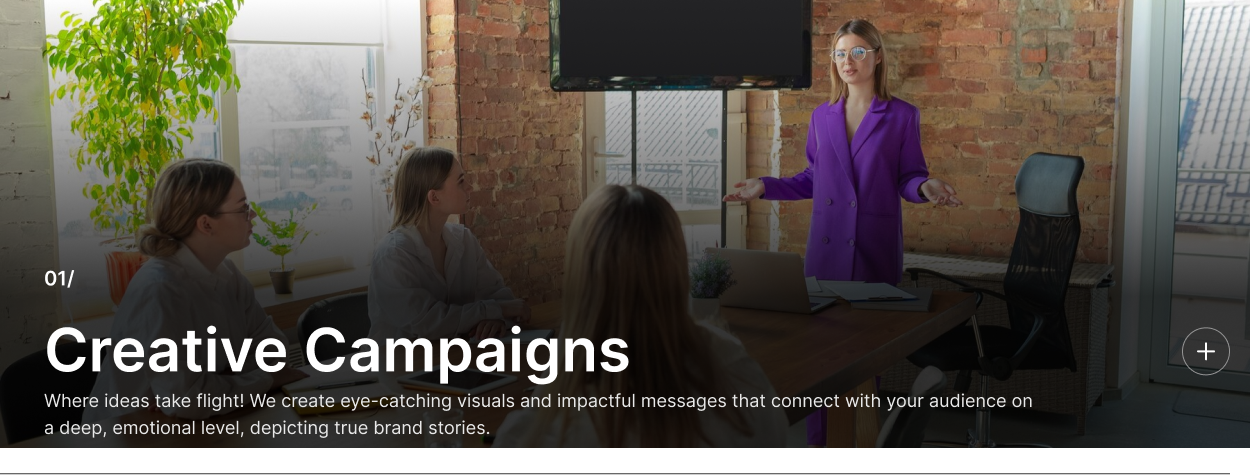 01/
Creative Campaigns
Where ideas take flight! We create eye-catching visuals and impactful messages that connect with your audience on
a deep, emotional level, depicting true brand stories.